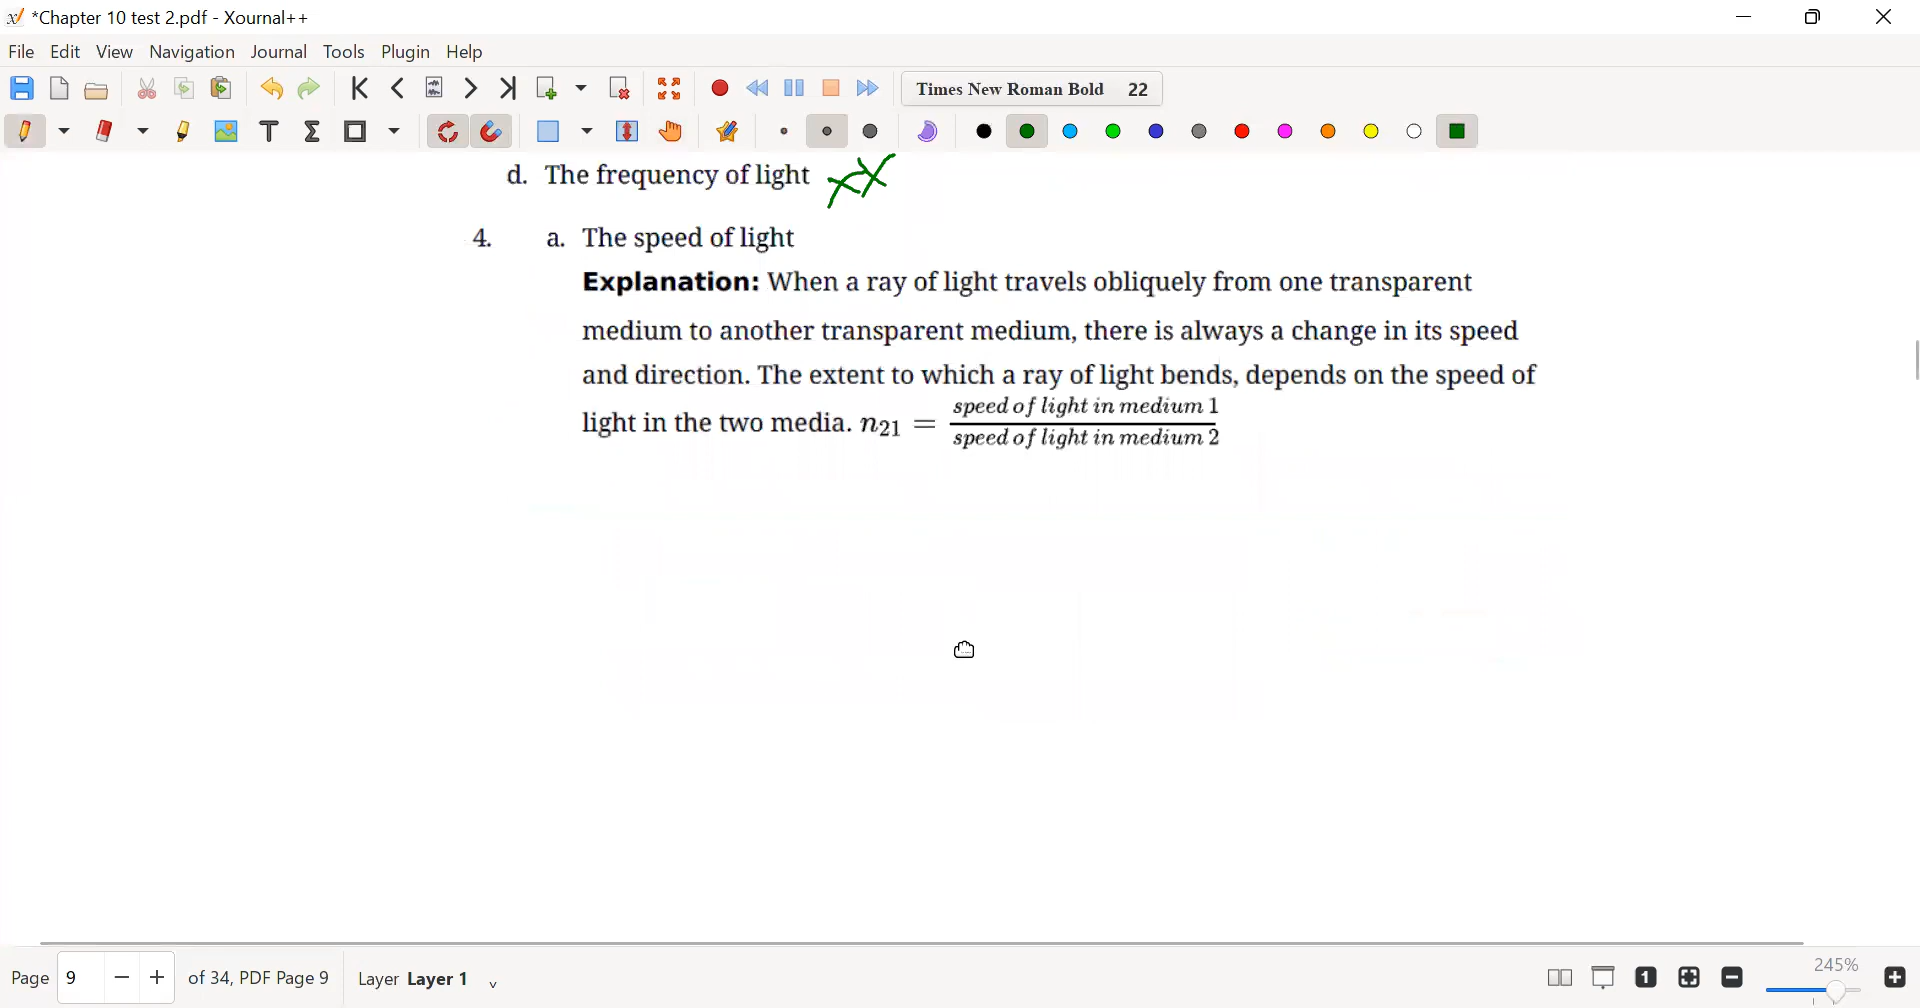 *Chapter 10 test 2.pdf - Xournal++
File Edit View Navigation Journal Tools Plugin Help
Times New Roman Bold 22
d. The frequency of light
4. a. The speed of light
Explanation: When a ray of light travels obliquely from one transparent
medium to another transparent medium, there is always a change in its speed
and direction. The extent to which a ray of light bends, depends on the speed of
light in the two media. n21 = speed of light in medium 1 / speed of light in medium 2
Page 9 of 34, PDF Page 9 Layer Layer 1 245%